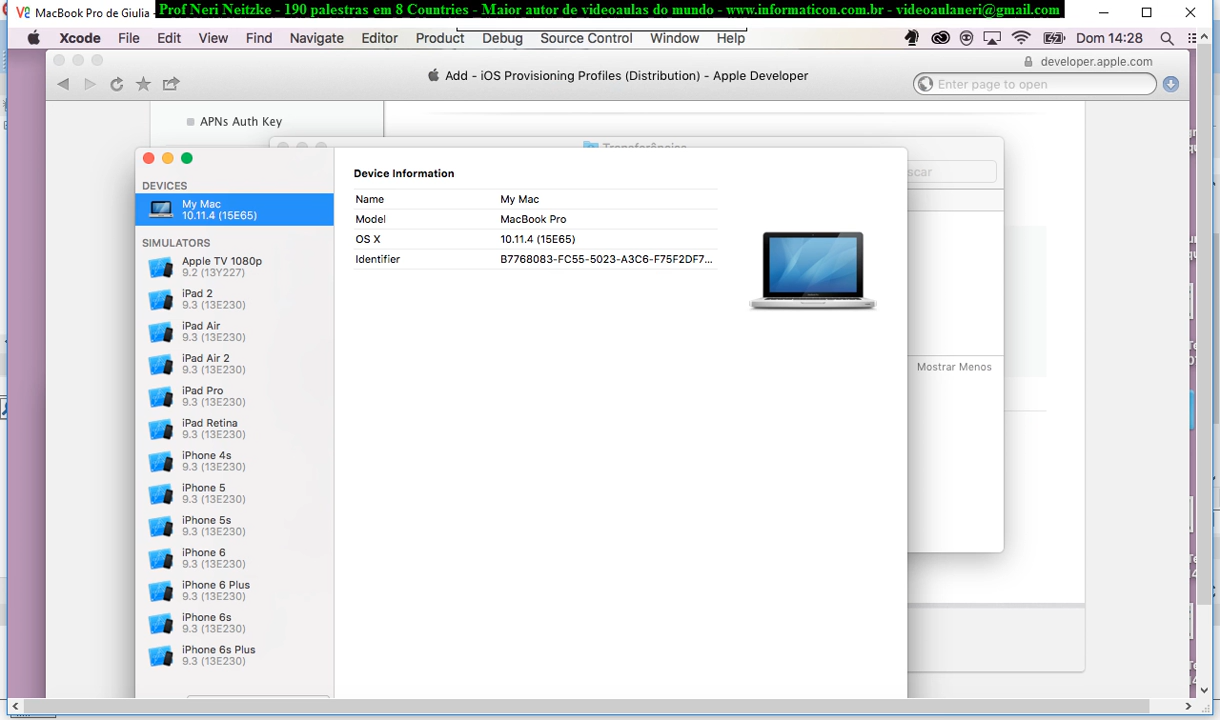 MacBook Pro de Giulia -
Prof Neri Neitzke - 190 palestras em 8 Countries - Maior autor de videoaulas do mundo - www.informaticon.com.br - videoaulaneri@gmail.com
Xcode File Edit View Find Navigate Editor Product Debug Source Control Window Help Dom 14:28
developer.apple.com
Add - iOS Provisioning Profiles (Distribution) - Apple Developer
Enter page to open
APNs Auth Key
Transferências
scar
DEVICES
My Mac
10.11.4 (15E65)
SIMULATORS
Apple TV 1080p
9.2 (13Y227)
iPad 2
9.3 (13E230)
iPad Air
9.3 (13E230)
iPad Air 2
9.3 (13E230)
iPad Pro
9.3 (13E230)
iPad Retina
9.3 (13E230)
iPhone 4s
9.3 (13E230)
iPhone 5
9.3 (13E230)
iPhone 5s
9.3 (13E230)
iPhone 6
9.3 (13E230)
iPhone 6 Plus
9.3 (13E230)
iPhone 6s
9.3 (13E230)
iPhone 6s Plus
9.3 (13E230)
Device Information
Name My Mac
Model MacBook Pro
OS X 10.11.4 (15E65)
Identifier B7768083-FC55-5023-A3C6-F75F2DF7...
Mostrar Menos